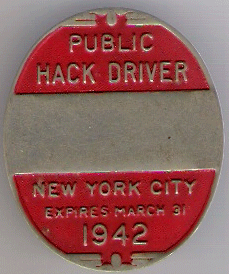 PUBLIC
HACK DRIVER
NEW YORK CITY
EXPIRES MARCH 31
1942